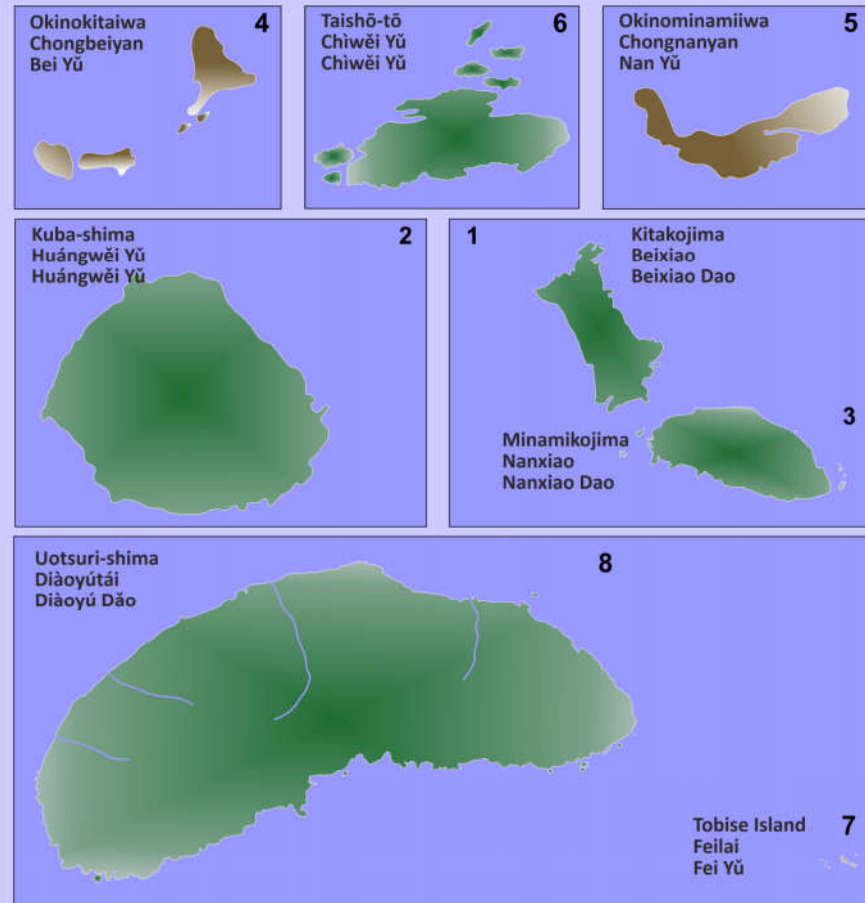 Okinokitaiwa
Chongbeiyan
Bei Yǔ
4
Taishō-tō
Chìwěi Yǔ
Chìwěi Yǔ
6
Okinominamiiwa
Chongnanyan
Nan Yǔ
5
Kuba-shima
Huángwěi Yǔ
Huángwěi Yǔ
2
1
Kitakojima
Beixiao
Beixiao Dao
3
Minamikojima
Nanxiao
Nanxiao Dao
Uotsuri-shima
Diàoyútái
Diàoyú Dǎo
8
Tobise Island
Feilai
Fei Yǔ
7